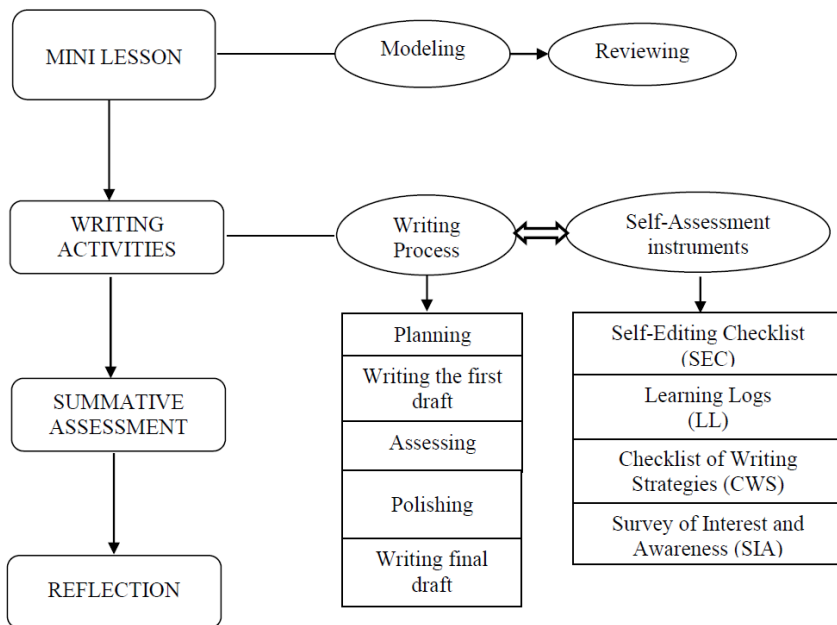 MINI LESSON
Modeling
Reviewing
WRITING
ACTIVITIES
Writing
Process
Self-Assessment
instruments
Planning
Writing the first
draft
Assessing
Polishing
Writing final
draft
Self-Editing Checklist
(SEC)
Learning Logs
(LL)
Checklist of Writing
Strategies (CWS)
Survey of Interest and
Awareness (SIA)
SUMMATIVE
ASSESSMENT
REFLECTION